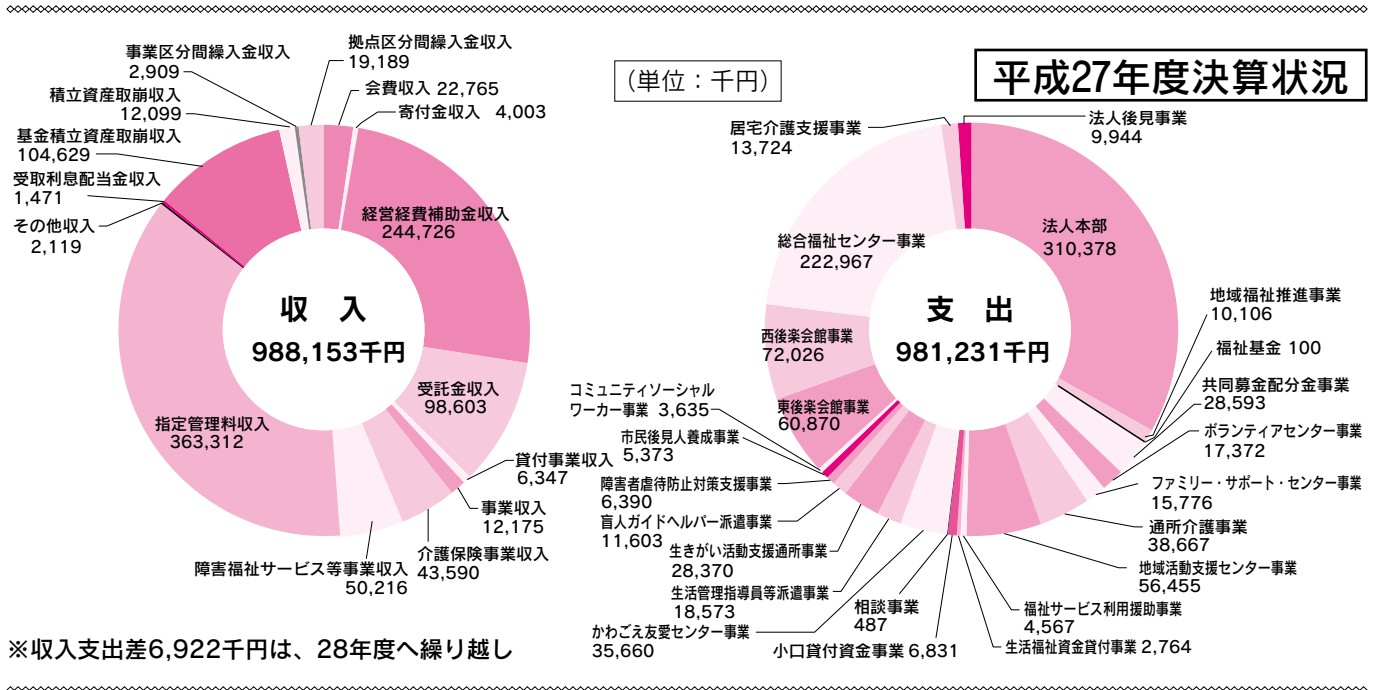 平成27年度決算状況
(単位：千円)
事業区分間繰入金収入
2,909
拠点区分間繰入金収入
19,189
会費収入 22,765
寄付金収入 4,003
積立資産取崩収入
12,099
基金積立資産取崩収入
104,629
受取利息配当金収入
1,471
その他収入
2,119
経営経費補助金収入
244,726
収 入
988,153千円
受託金収入
98,603
指定管理料収入
363,312
貸付事業収入
6,347
事業収入
12,175
介護保険事業収入
43,590
障害福祉サービス等事業収入
50,216
※収入支出差6,922千円は、28年度へ繰り越し
居宅介護支援事業
13,724
法人後見事業
9,944
法人本部
310,378
総合福祉センター事業
222,967
支 出
981,231千円
地域福祉推進事業
10,106
福祉基金 100
共同募金配分金事業
28,593
ボランティアセンター事業
17,372
ファミリー・サポート・センター事業
15,776
通所介護事業
38,667
地域活動支援センター事業
56,455
福祉サービス利用援助事業
4,567
生活福祉資金貸付事業 2,764
西後楽会館事業
72,026
東後楽会館事業
60,870
コミュニティソーシャル
ワーカー事業 3,635
市民後見人養成事業
5,373
障害者虐待防止対策支援事業
6,390
盲人ガイドヘルパー派遣事業
11,603
生きがい活動支援通所事業
28,370
生活管理指導員等派遣事業
18,573
かわごえ友愛センター事業
35,660
相談事業
487
小口貸付資金事業 6,831